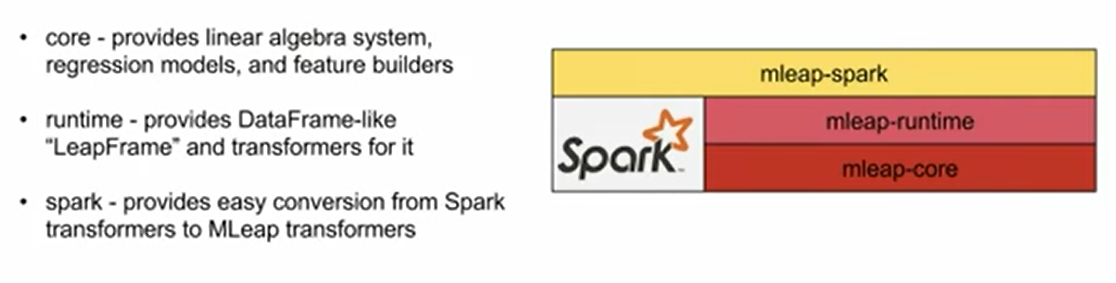 • core - provides linear algebra system,
regression models, and feature builders
• runtime - provides DataFrame-like
“LeapFrame” and transformers for it
• spark - provides easy conversion from Spark
transformers to MLeap transformers
mleap-spark
Spark™
mleap-runtime
mleap-core